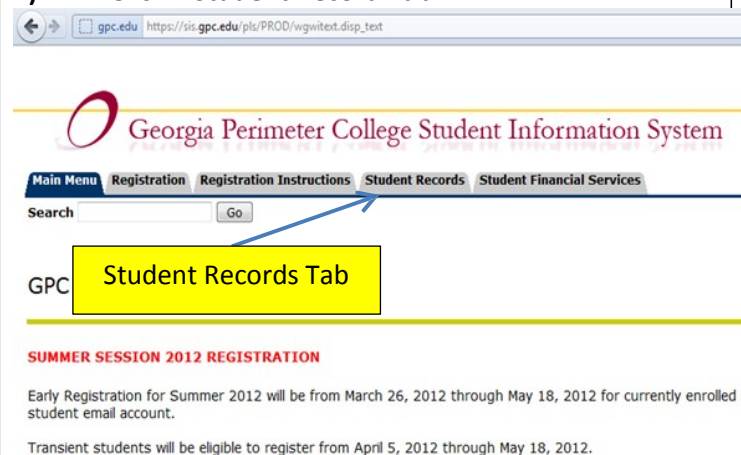 gpc.edu https://sis.gpc.edu/pls/PROD/wgwitext.disp_text
Georgia Perimeter College Student Information System
Main Menu Registration Registration Instructions Student Records Student Financial Services
Search Go
Student Records Tab
GPC
SUMMER SESSION 2012 REGISTRATION
Early Registration for Summer 2012 will be from March 26, 2012 through May 18, 2012 for currently enrolled
student email account.
Transient students will be eligible to register from April 5, 2012 through May 18, 2012.